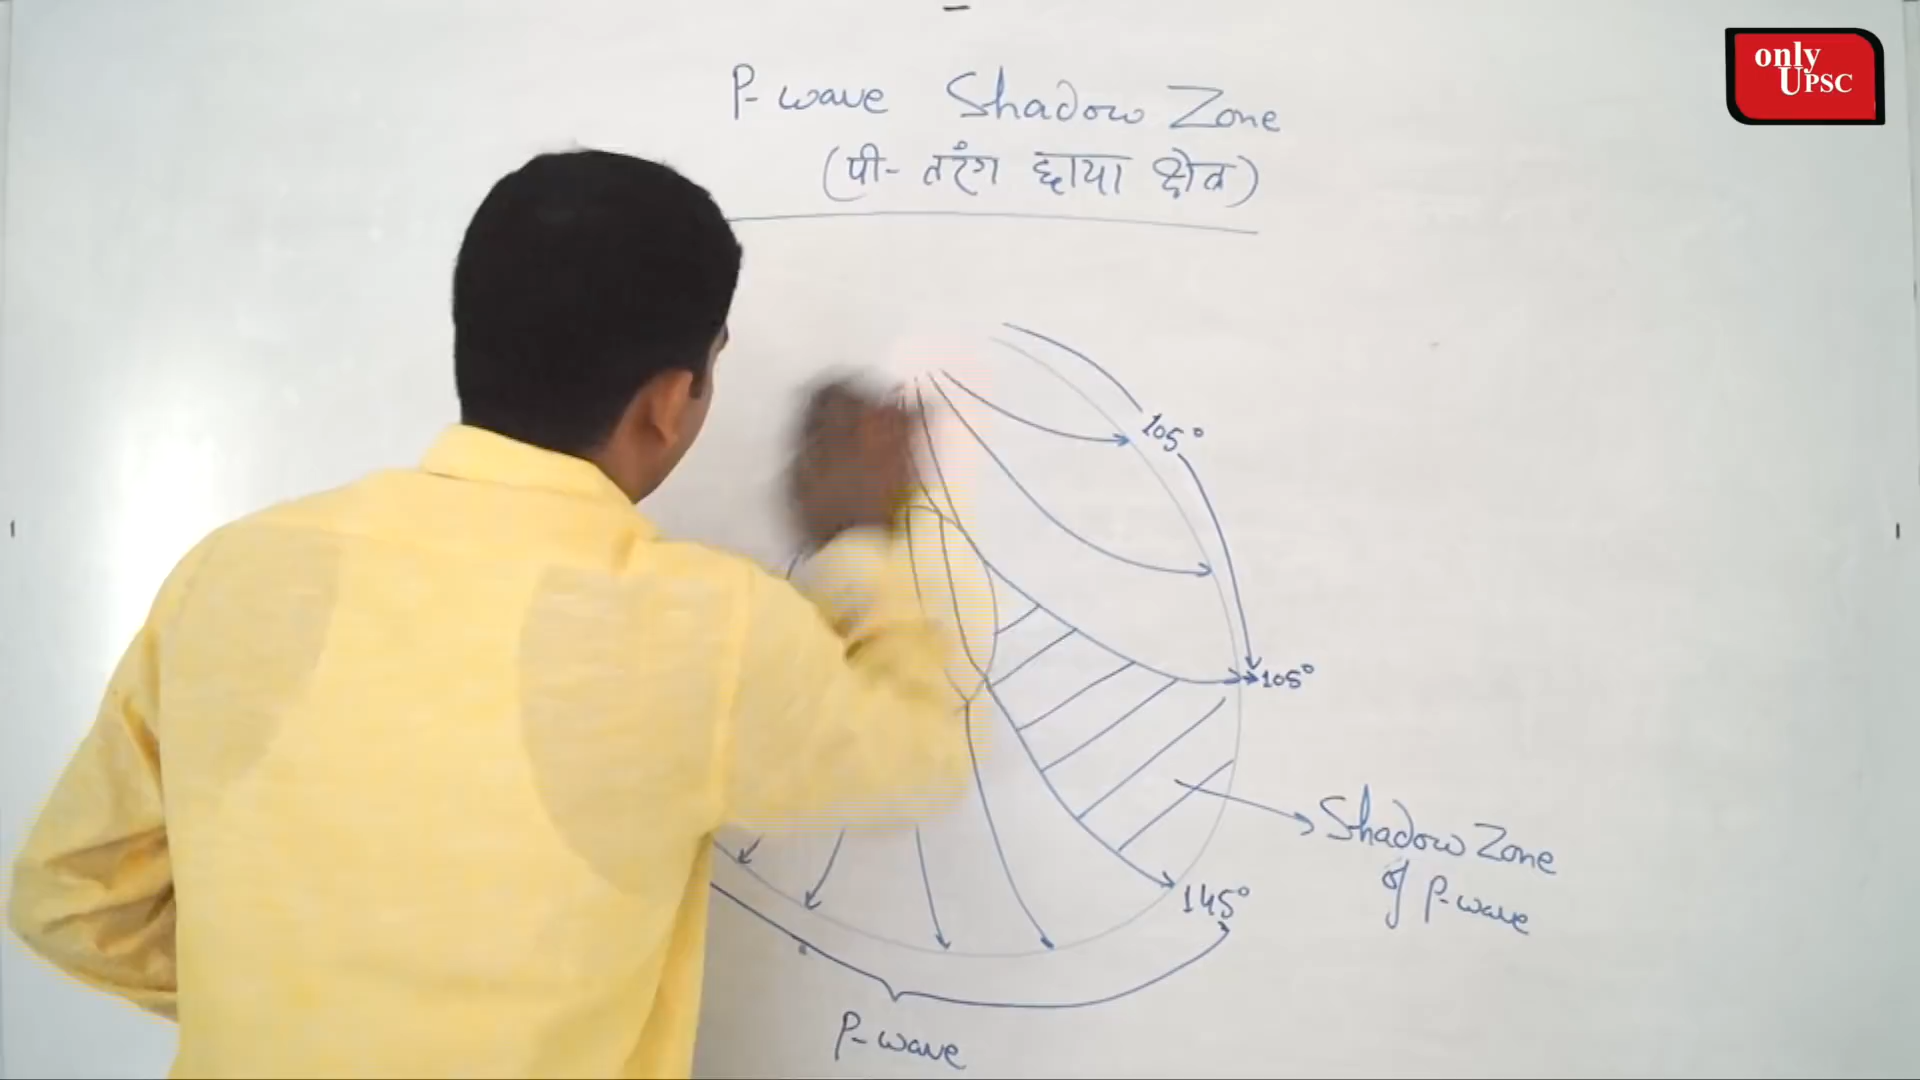 only
UPSC
P-wave Shadow Zone
(पी- तरंग छाया क्षेत्र)
105°
105°
Shadow Zone
of P-wave
145°
P-wave